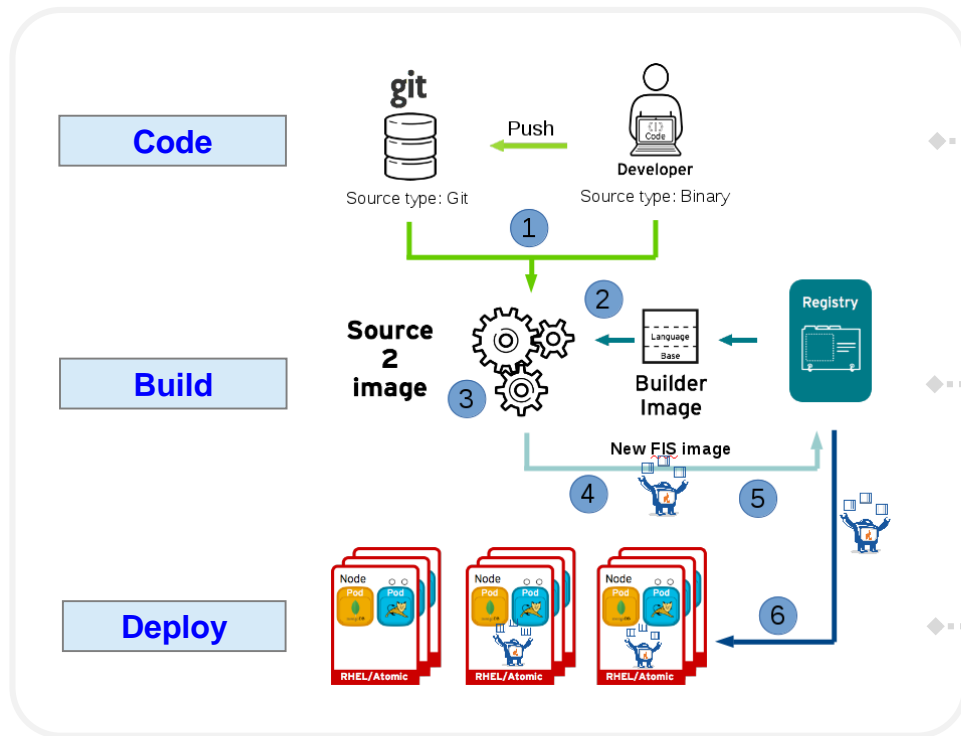 git
Code
Push
{|}
Code
Developer
Source type: Git
Source type: Binary
1
2
Registry
Source
2
image
Language
Base
Build
3
Builder
Image
New FIS image
4
5
Node
Pod
Pod
Node
Pod
Pod
Node
Pod
Pod
6
Deploy
RHEL/Atomic
RHEL/Atomic
RHEL/Atomic